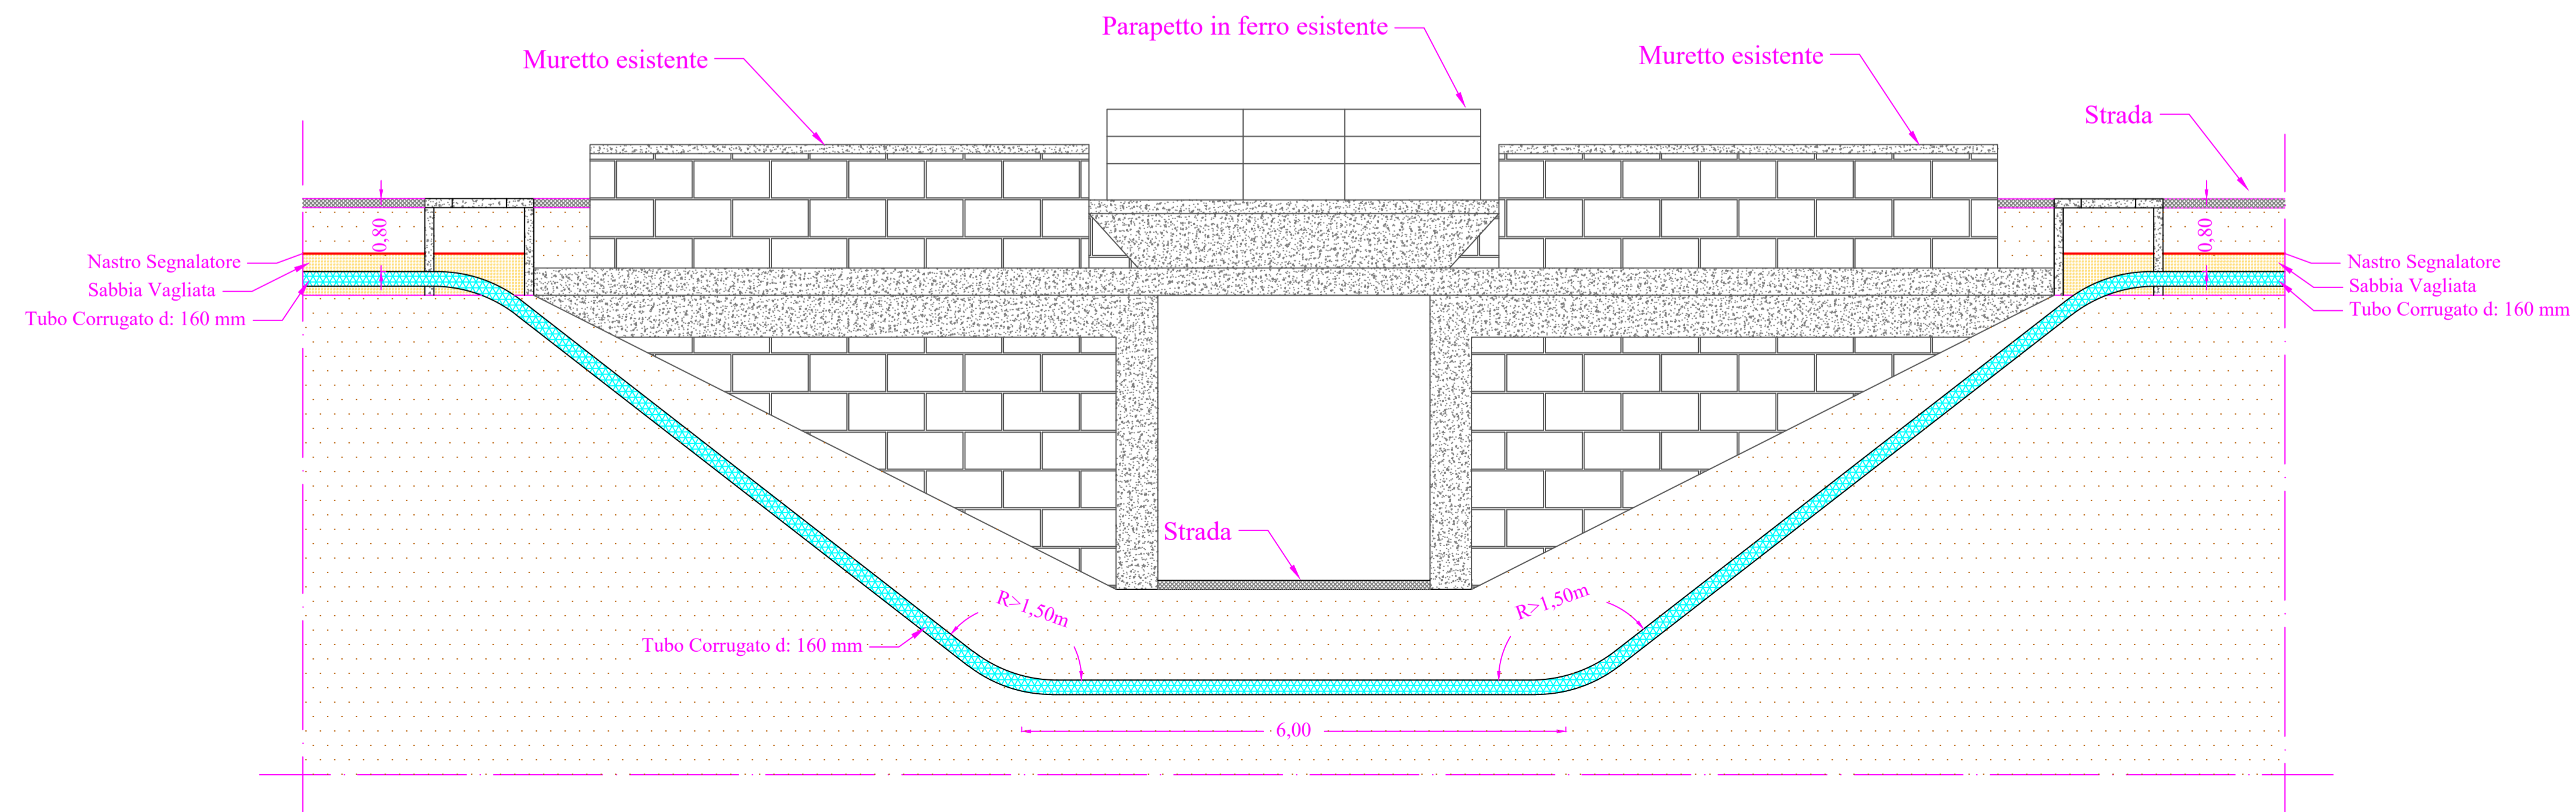 Parapetto in ferro esistente
Muretto esistente
Muretto esistente
Strada
0,80
0,80
Nastro Segnalatore
Sabbia Vagliata
Tubo Corrugato d: 160 mm
Nastro Segnalatore
Sabbia Vagliata
Tubo Corrugato d: 160 mm
Strada
R>1,50m
R>1,50m
Tubo Corrugato d: 160 mm
6,00